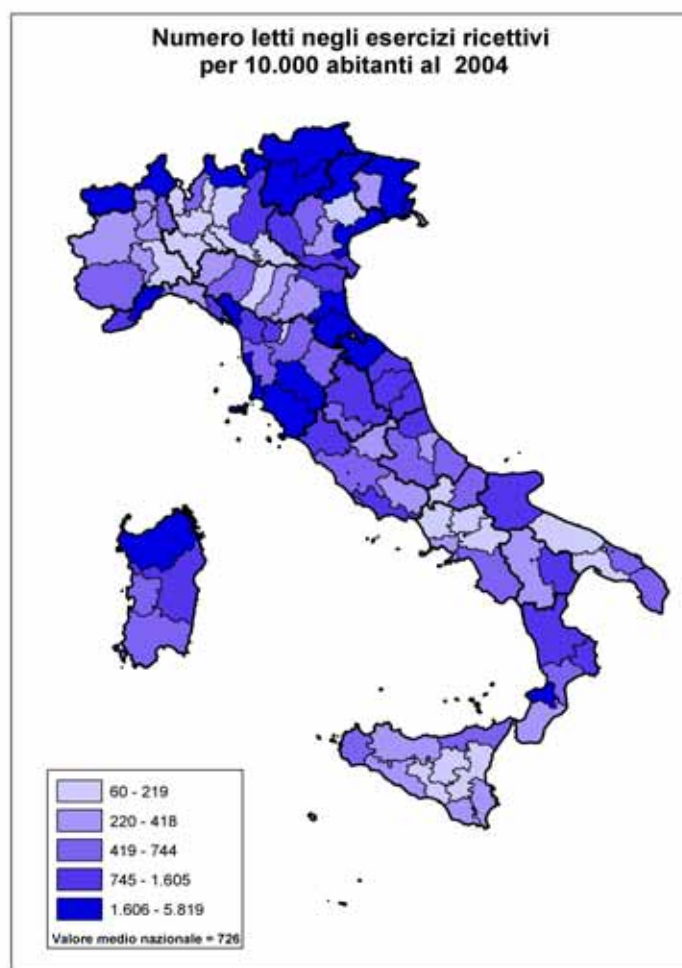 Numero letti negli esercizi ricettivi
per 10.000 abitanti al 2004
60 - 219
220 - 418
419 - 744
745 - 1.605
1.606 - 5.819
Valore medio nazionale = 726